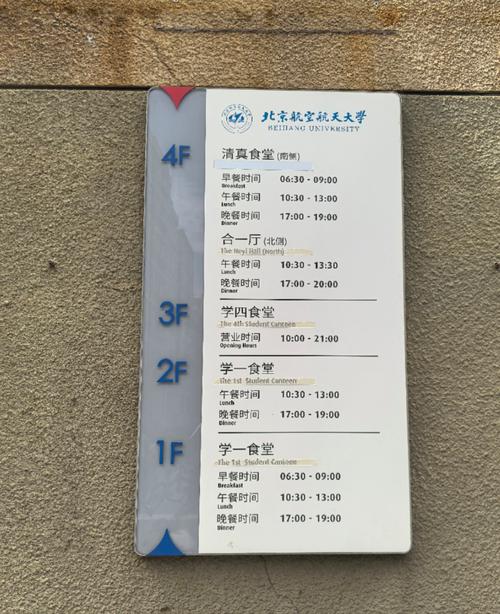 北京航空航天大学
BEIHANG UNIVERSITY
4F
清真食堂 (南侧)
早餐时间 06:30 - 09:00
Breakfast
午餐时间 10:30 - 13:00
Lunch
晚餐时间 17:00 - 19:00
Dinner
合一厅 (北侧)
The Heyi Hall (North)
午餐时间 10:30 - 13:30
Lunch
晚餐时间 17:00 - 20:00
Dinner
3F
学四食堂
The 4th Student Canteen
营业时间 10:00 - 21:00
Opening Hours
2F
学一食堂
The 1st Student Canteen
午餐时间 10:30 - 13:00
Lunch
晚餐时间 17:00 - 19:00
Dinner
1F
学一食堂
The 1st Student Canteen
早餐时间 06:30 - 09:00
Breakfast
午餐时间 10:30 - 13:00
Lunch
晚餐时间 17:00 - 19:00
Dinner